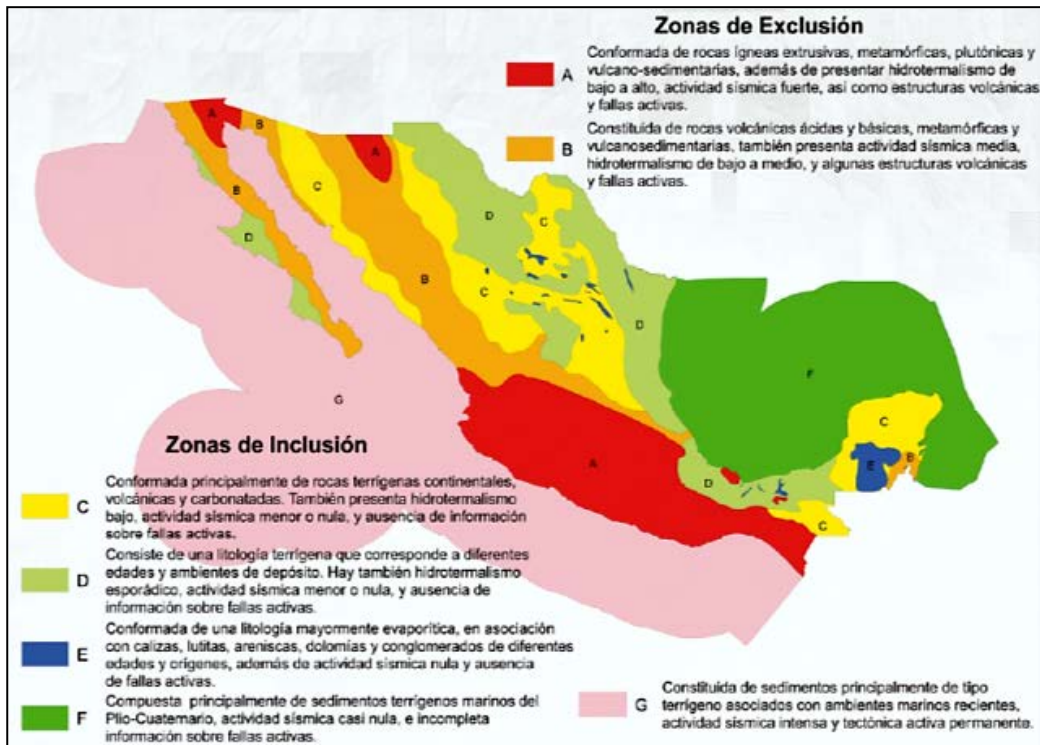 Zonas de Exclusión
A
Conformada de rocas ígneas extrusivas, metamórficas, plutónicas y
vulcano-sedimentarias, además de presentar hidrotermalismo de
bajo a alto, actividad sísmica fuerte, así como estructuras volcánicas
y fallas activas.
B
Constituida de rocas volcánicas ácidas y básicas, metamórficas y
vulcanosedimentarias, también presenta actividad sísmica media,
hidrotermalismo de bajo a medio, y algunas estructuras volcánicas
y fallas activas.
A
B
A
C
B
D
D
C
B
C
D
F
G
C
E
B
A
D
C
Zonas de Inclusión
C
Conformada principalmente de rocas terrígenas continentales,
volcánicas y carbonatadas. También presenta hidrotermalismo
bajo, actividad sísmica menor o nula, y ausencia de información
sobre fallas activas.
D
Consiste de una litología terrígena que corresponde a diferentes
edades y ambientes de depósito. Hay también hidrotermalismo
esporádico, actividad sísmica menor o nula, y ausencia de
información sobre fallas activas.
E
Conformada de una litología mayormente evaporítica, en asociación
con calizas, lutitas, areniscas, dolomías y conglomerados de diferentes
edades y orígenes, además de actividad sísmica nula y ausencia
de fallas activas.
F
Compuesta principalmente de sedimentos terrígenos marinos del
Plio-Cuaternario, actividad sísmica casi nula, e incompleta
información sobre fallas activas.
G
Constituida de sedimentos principalmente de tipo
terrígeno asociados con ambientes marinos recientes,
actividad sísmica intensa y tectónica activa permanente.